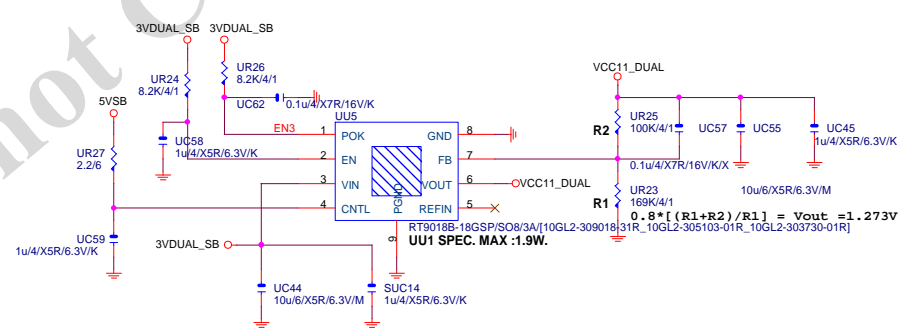 not C
3VDUAL_SB
3VDUAL_SB
UR24
8.2K/4/1
UR26
8.2K/4/1
UC62
0.1u/4/X7R/16V/K
5VSB
UR27
2.2/6
UC58
1u/4/X5R/6.3V/K
EN3
UU5
1
POK
2
EN
3
VIN
4
CNTL
GND
8
FB
7
VOUT
6
REFIN
5
PGND
9
VCC11_DUAL
VCC11_DUAL
R2
UR25
100K/4/1
UC57
UC55
UC45
1u/4/X5R/6.3V/K
0.1u/4/X7R/16V/K/X
R1
UR23
169K/4/1
10u/6/X5R/6.3V/M
0.8*[(R1+R2)/R1] = Vout =1.273V
RT9018B-18GSP/SO8/3A/[10GL2-309018-31R_10GL2-305103-01R_10GL2-303730-01R]
UU1 SPEC. MAX :1.9W.
UC59
1u/4/X5R/6.3V/K
3VDUAL_SB
UC44
10u/6/X5R/6.3V/M
SUC14
1u/4/X5R/6.3V/K